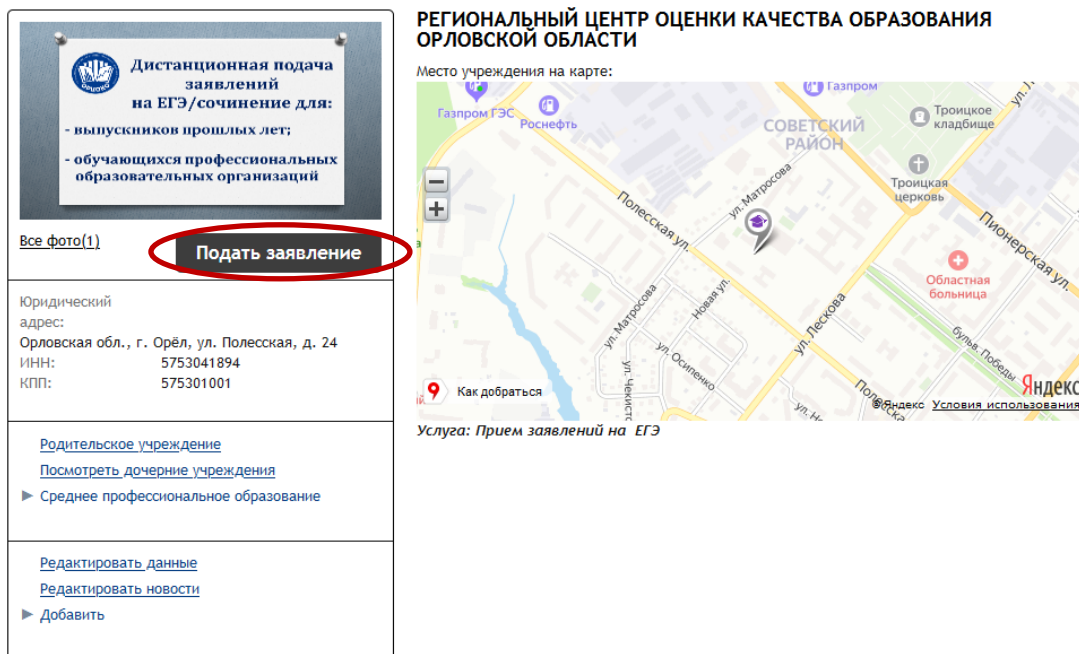 Дистанционная подача
заявлений
на ЕГЭ/сочинение для:
- выпускников прошлых лет;
- обучающихся профессиональных
образовательных организаций
Все фото(1)
Подать заявление
Юридический
адрес:
Орловская обл., г. Орёл, ул. Полесская, д. 24
ИНН: 5753041894
КПП: 575301001
Родительское учреждение
Посмотреть дочерние учреждения
Среднее профессиональное образование
Редактировать данные
Редактировать новости
Добавить
РЕГИОНАЛЬНЫЙ ЦЕНТР ОЦЕНКИ КАЧЕСТВА ОБРАЗОВАНИЯ
ОРЛОВСКОЙ ОБЛАСТИ
Место учреждения на карте:
Газпром
Газпром ГЭС
Роснефть
СОВЕТСКИЙ
РАЙОН
Троицкое
кладбище
Троицкая
церковь
ул. Матросова
Полесская ул.
Пионерская ул.
Областная
больница
Новая ул.
ул. Матросова
ул. Лескова
ул. Осипенко
бульв. Победы
Как добраться
Яндекс
©Яндекс Условия использования
Услуга: Прием заявлений на ЕГЭ